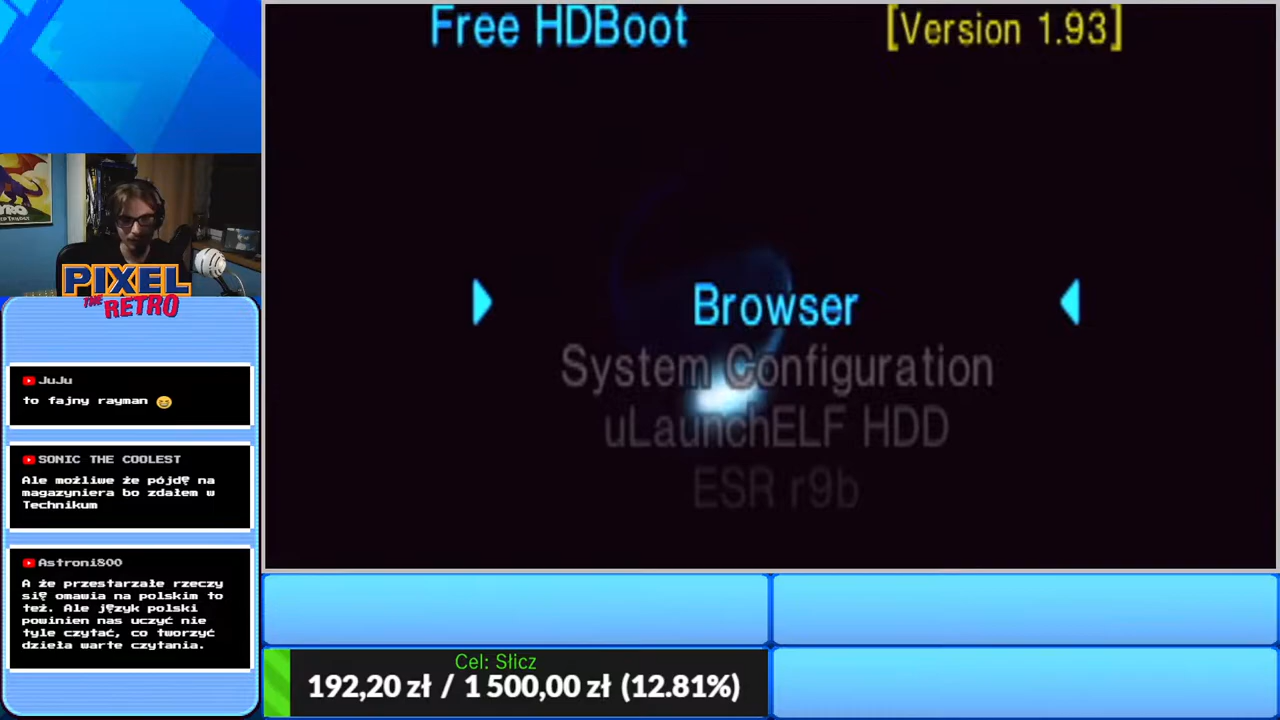 Free HDBoot
[Version 1.93]
Browser
System Configuration
uLaunchELF HDD
ESR r9b
YRO
PIXEL
THE RETRO
JuJu
to fajny rayman 😄
SONIC THE COOLEST
Ale możliwe że pójdę na
magazyniera bo zdałem w
Technikum
Astroni800
A że przestarzałe rzeczy
się omawia na polskim to
też. Ale język polski
powinien nas uczyć nie
tyle czytać, co tworzyć
dzieła warte czytania.
Cel: Słicz
192,20 zł / 1 500,00 zł (12.81%)